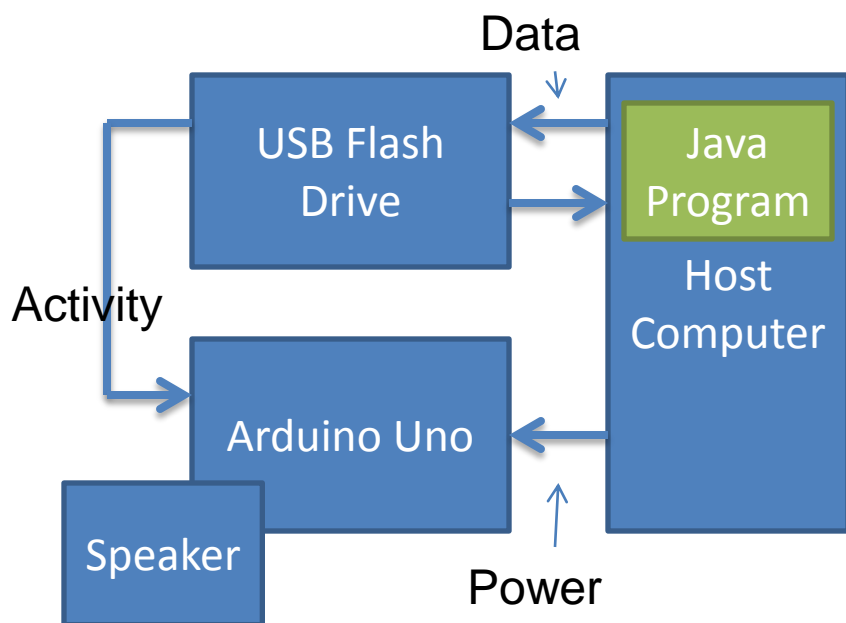 Data
USB Flash
Drive
Java
Program
Host
Computer
Activity
Arduino Uno
Speaker
Power